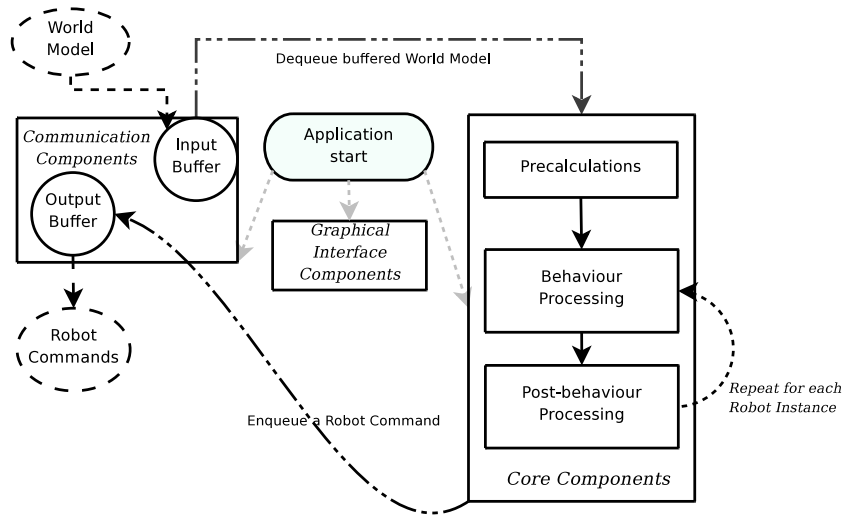 World
Model
Dequeue buffered World Model
Communication
Components
Input
Buffer
Output
Buffer
Application
start
Graphical
Interface
Components
Precalculations
Behaviour
Processing
Post-behaviour
Processing
Repeat for each
Robot Instance
Robot
Commands
Enqueue a Robot Command
Core Components